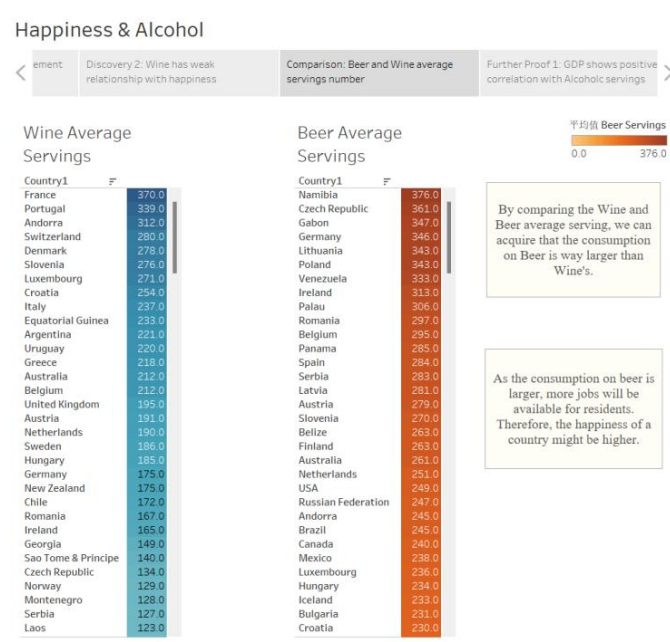 Happiness & Alcohol
ement
Discovery 2: Wine has weak
relationship with happiness
Comparison: Beer and Wine average
servings number
Further Proof 1: GDP shows positive
correlation with Alcoholc servings
Wine Average
Servings
Country1
France 370.0
Portugal 339.0
Andorra 312.0
Switzerland 280.0
Denmark 278.0
Slovenia 276.0
Luxembourg 271.0
Croatia 254.0
Italy 237.0
Equatorial Guinea 233.0
Argentina 221.0
Uruguay 220.0
Greece 218.0
Australia 212.0
Belgium 212.0
United Kingdom 195.0
Austria 191.0
Netherlands 190.0
Sweden 186.0
Hungary 185.0
Germany 175.0
New Zealand 175.0
Chile 172.0
Romania 167.0
Ireland 165.0
Georgia 149.0
Sao Tome & Principe 140.0
Czech Republic 134.0
Norway 129.0
Montenegro 128.0
Serbia 127.0
Laos 123.0
Beer Average
Servings
Country1
Namibia 376.0
Czech Republic 361.0
Gabon 347.0
Germany 346.0
Lithuania 343.0
Poland 343.0
Venezuela 333.0
Ireland 313.0
Palau 306.0
Romania 297.0
Belgium 295.0
Panama 285.0
Spain 284.0
Serbia 283.0
Latvia 281.0
Austria 279.0
Slovenia 270.0
Belize 263.0
Finland 263.0
Australia 261.0
Netherlands 251.0
USA 249.0
Russian Federation 247.0
Andorra 245.0
Brazil 245.0
Canada 240.0
Mexico 238.0
Luxembourg 236.0
Hungary 234.0
Iceland 233.0
Bulgaria 231.0
Croatia 230.0
平均值 Beer Servings
0.0 376.0
By comparing the Wine and
Beer average serving, we can
acquire that the consumption
on Beer is way larger than
Wine's.
As the consumption on beer is
larger, more jobs will be
available for residents.
Therefore, the happiness of a
country might be higher.